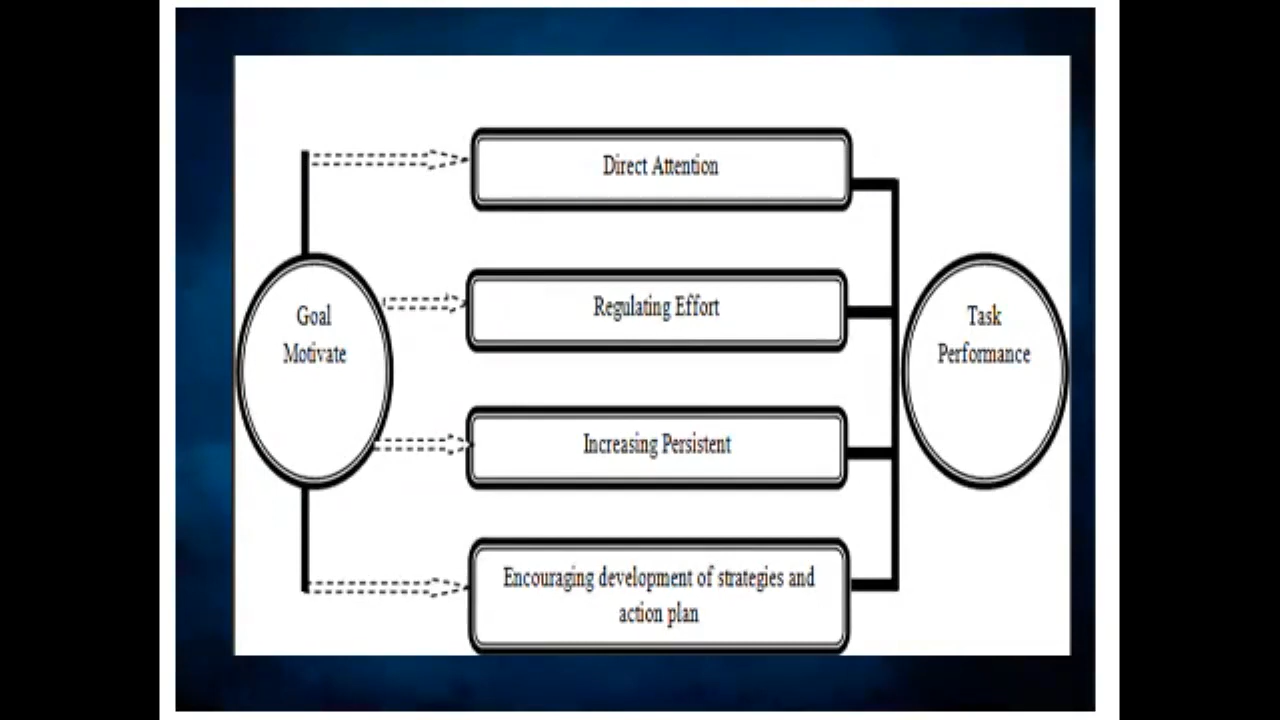 Direct Attention
Goal
Motivate
Regulating Effort
Task
Performance
Increasing Persistent
Encouraging development of strategies and
action plan